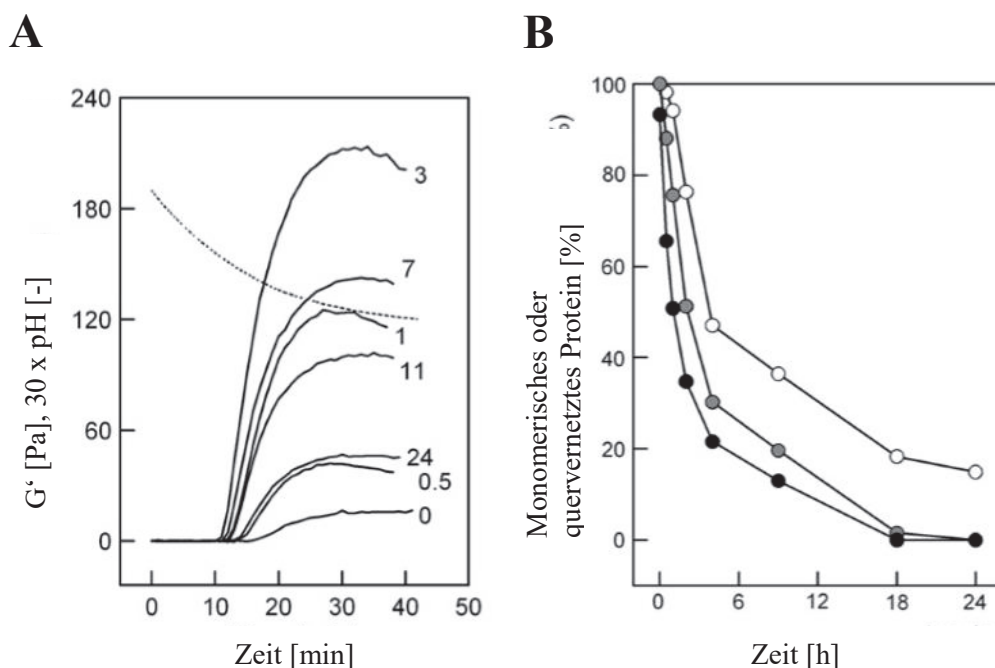 A
G‘ [Pa], 30 x pH [-]
240
180
120
60
0
3
7
1
11
24
0.5
0
0 10 20 30 40 50
Zeit [min]
B
Monomerisches oder
quervernetztes Protein [%]
100
80
60
40
20
0
0 6 12 18 24
Zeit [h]